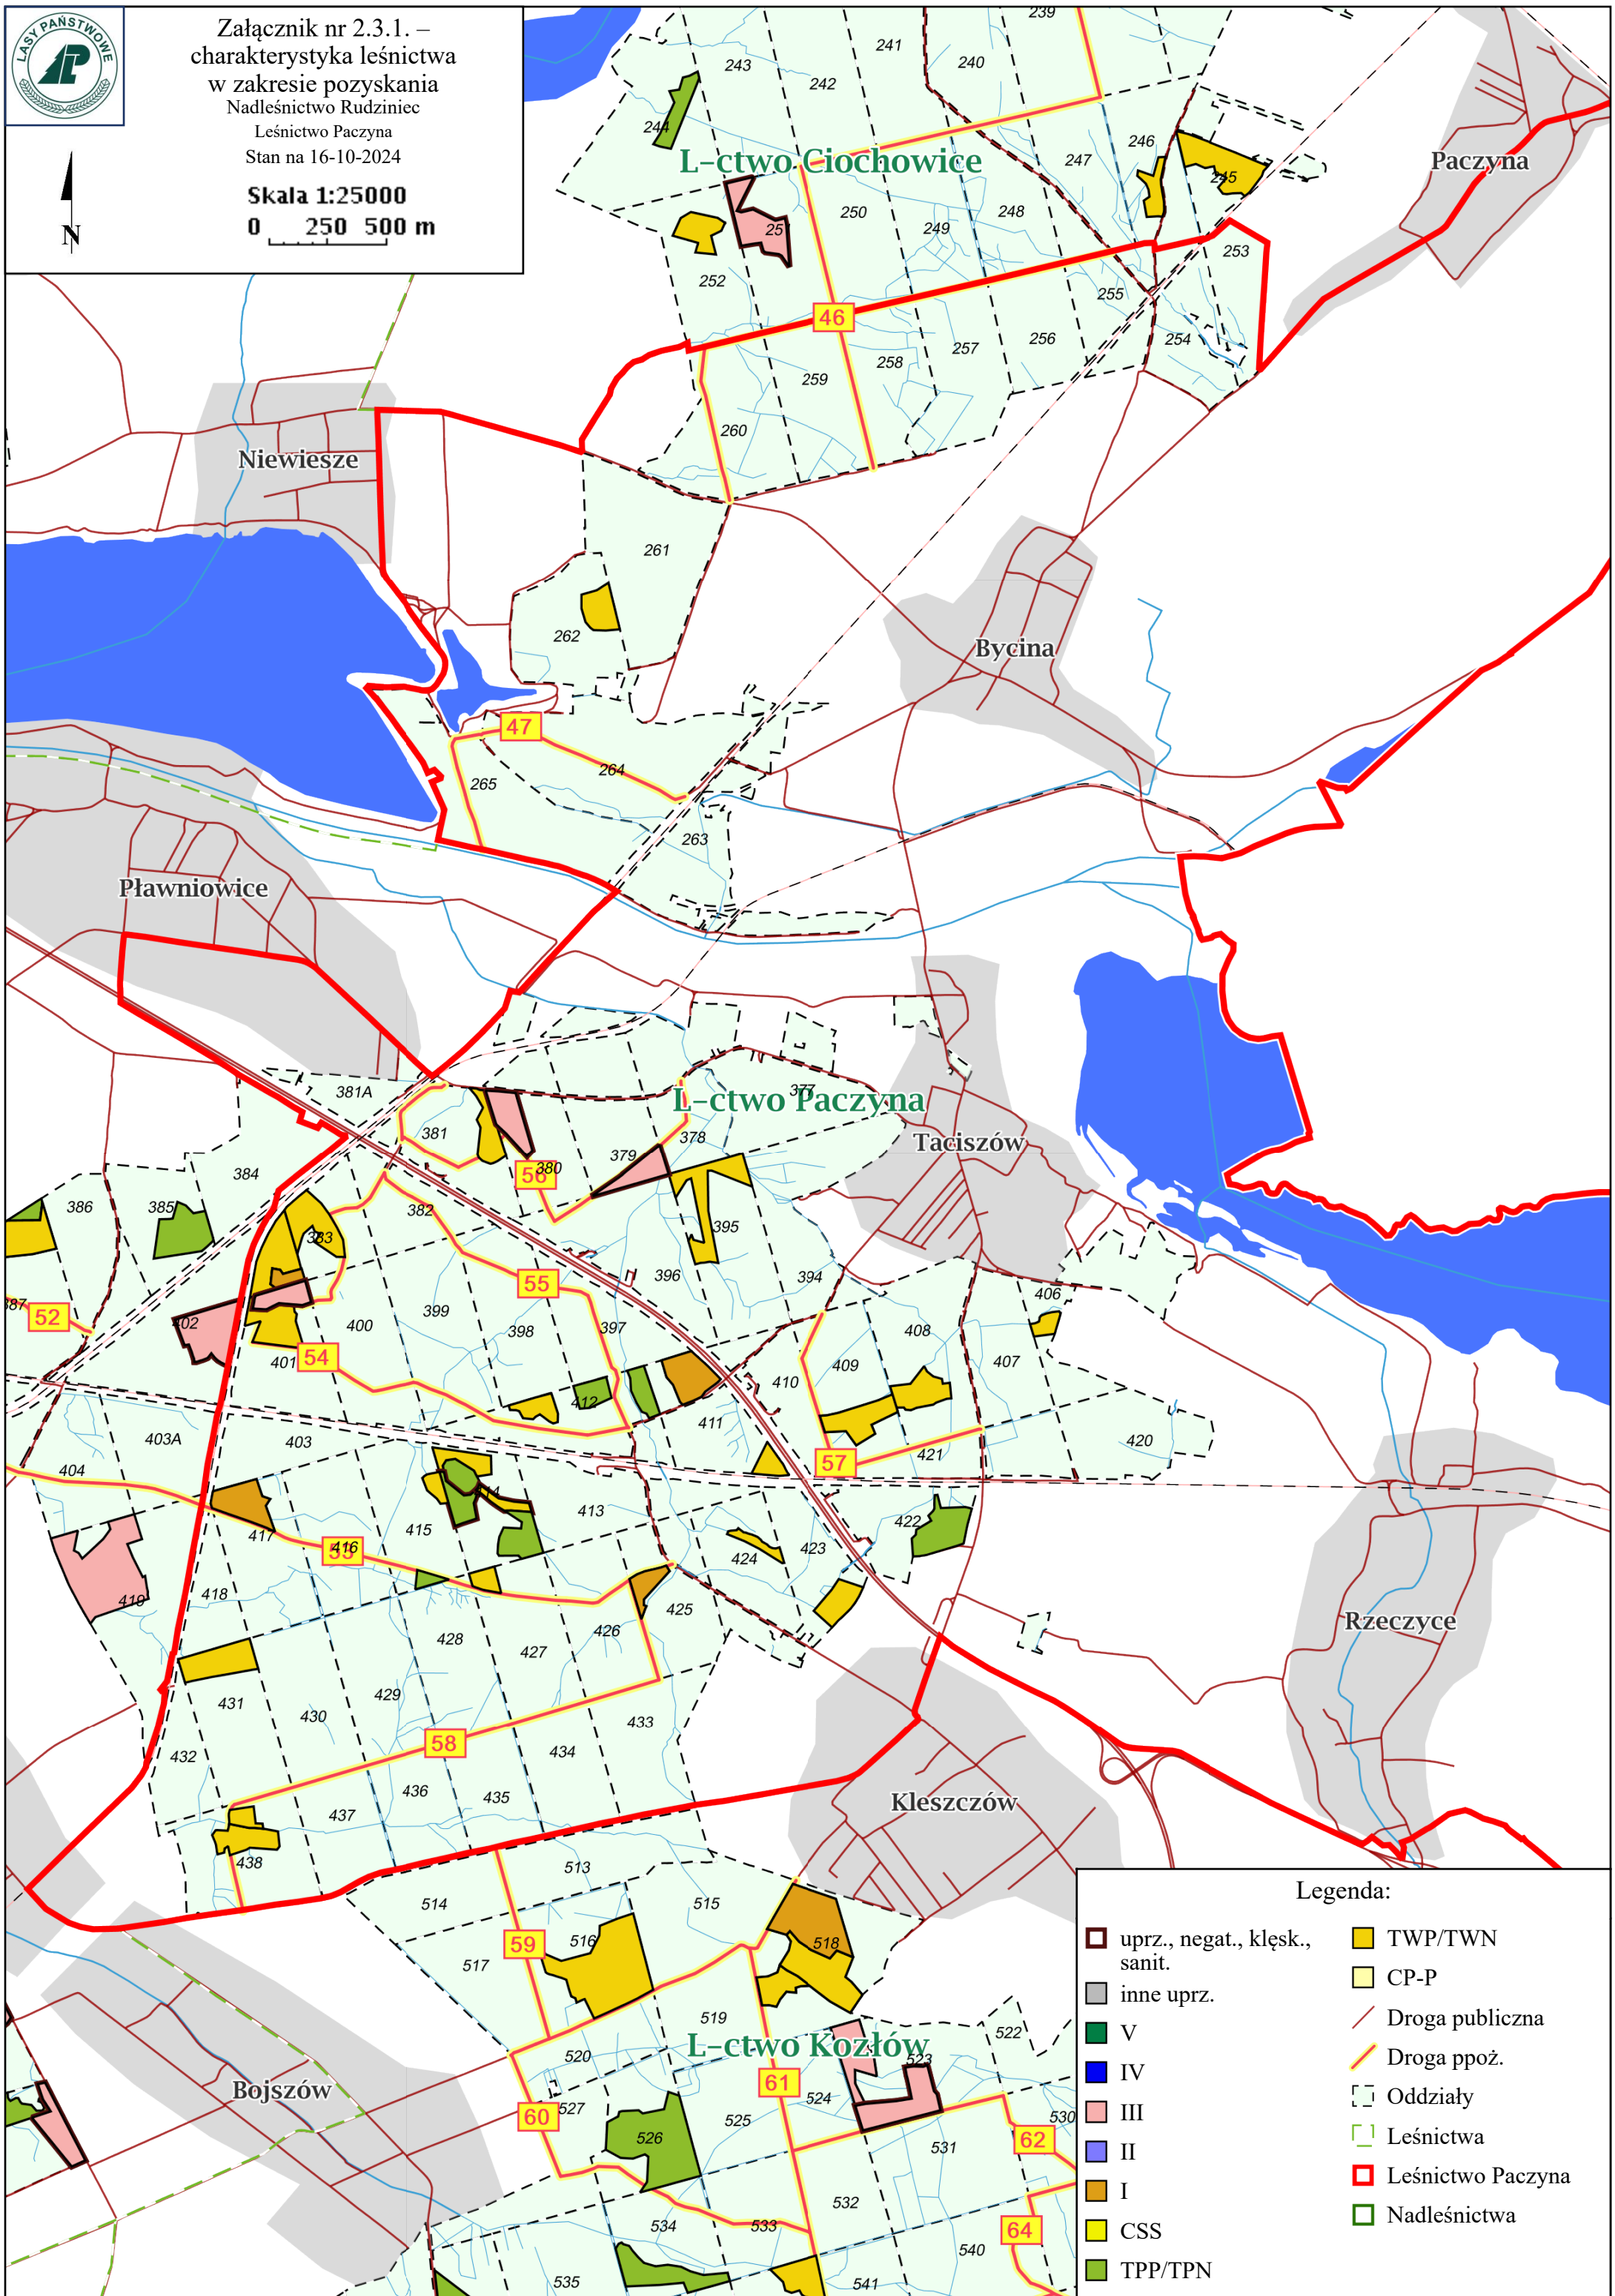 LASY PAŃSTWOWE
Załącznik nr 2.3.1. –
charakterystyka leśnictwa
w zakresie pozyskania
Nadleśnictwo Rudziniec
Leśnictwo Paczyna
Stan na 16-10-2024
Skala 1:25000
0 250 500 m
N
239
241
240
243
242
244
246
247
245
Paczyna
L-ctwo Ciochowice
250
248
249
252
253
255
46
254
256
257
258
259
260
Niewiesze
261
262
Bycina
47
264
265
263
Pławniowice
381A
377
L-ctwo Paczyna
381
378
Taciszów
379
380
56
384
386
385
382
383
395
396
394
55
406
387
52
402
399
400
398
397
408
407
401
54
409
410
412
411
403A
403
420
421
57
404
413
415
422
417
416
424
423
419
418
425
Rzeczyce
426
428
427
429
431
430
433
58
432
434
436
435
437
Kleszczów
438
513
514
515
59
516
518
517
519
522
L-ctwo Kozłów
520
523
61
524
Bojszów
527
60
525
530
526
531
62
532
534
533
64
540
535
541
Legenda:
uprz., negat., klęsk.,
sanit.
inne uprz.
V
IV
III
II
I
CSS
TPP/TPN
TWP/TWN
CP-P
Droga publiczna
Droga ppoż.
Oddziały
Leśnictwa
Leśnictwo Paczyna
Nadleśnictwa